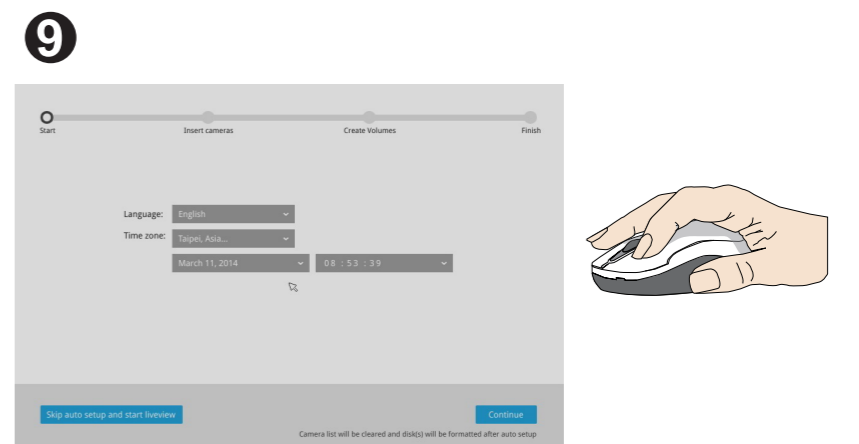 9
Start Insert cameras Create Volumes Finish
Language: English
Time zone: Taipei, Asia...
March 11, 2014 08 : 53 : 39
Skip auto setup and start liveview Continue
Camera list will be cleared and disk(s) will be formatted after auto setup